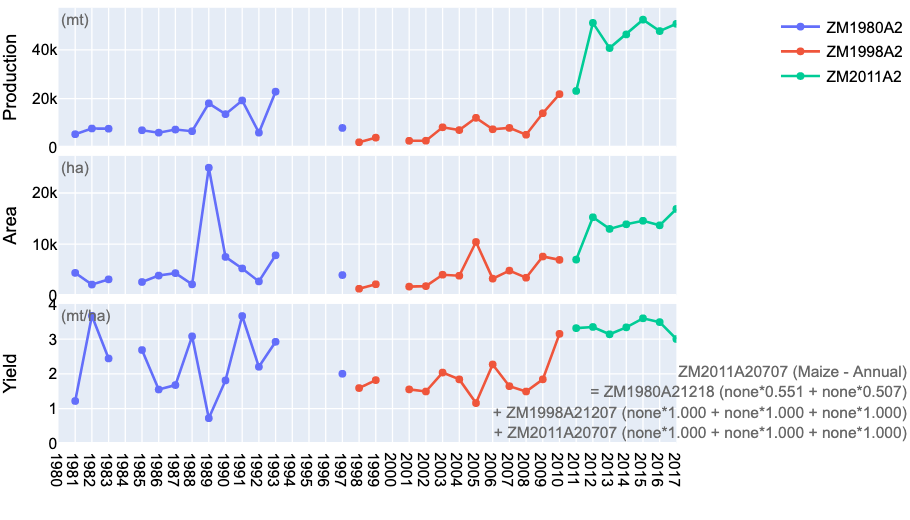 (mt)
Production
40k
20k
0
ZM1980A2
ZM1998A2
ZM2011A2
(ha)
Area
20k
10k
0
(mt/ha)
Yield
4
3
2
1
0
ZM2011A20707 (Maize - Annual)
= ZM1980A21218 (none*0.551 + none*0.507)
+ ZM1998A21207 (none*1.000 + none*1.000 + none*1.000)
+ ZM2011A20707 (none*1.000 + none*1.000 + none*1.000)
1980
1981
1982
1983
1984
1985
1986
1987
1988
1989
1990
1991
1992
1993
1994
1995
1996
1997
1998
1999
2000
2001
2002
2003
2004
2005
2006
2007
2008
2009
2010
2011
2012
2013
2014
2015
2016
2017